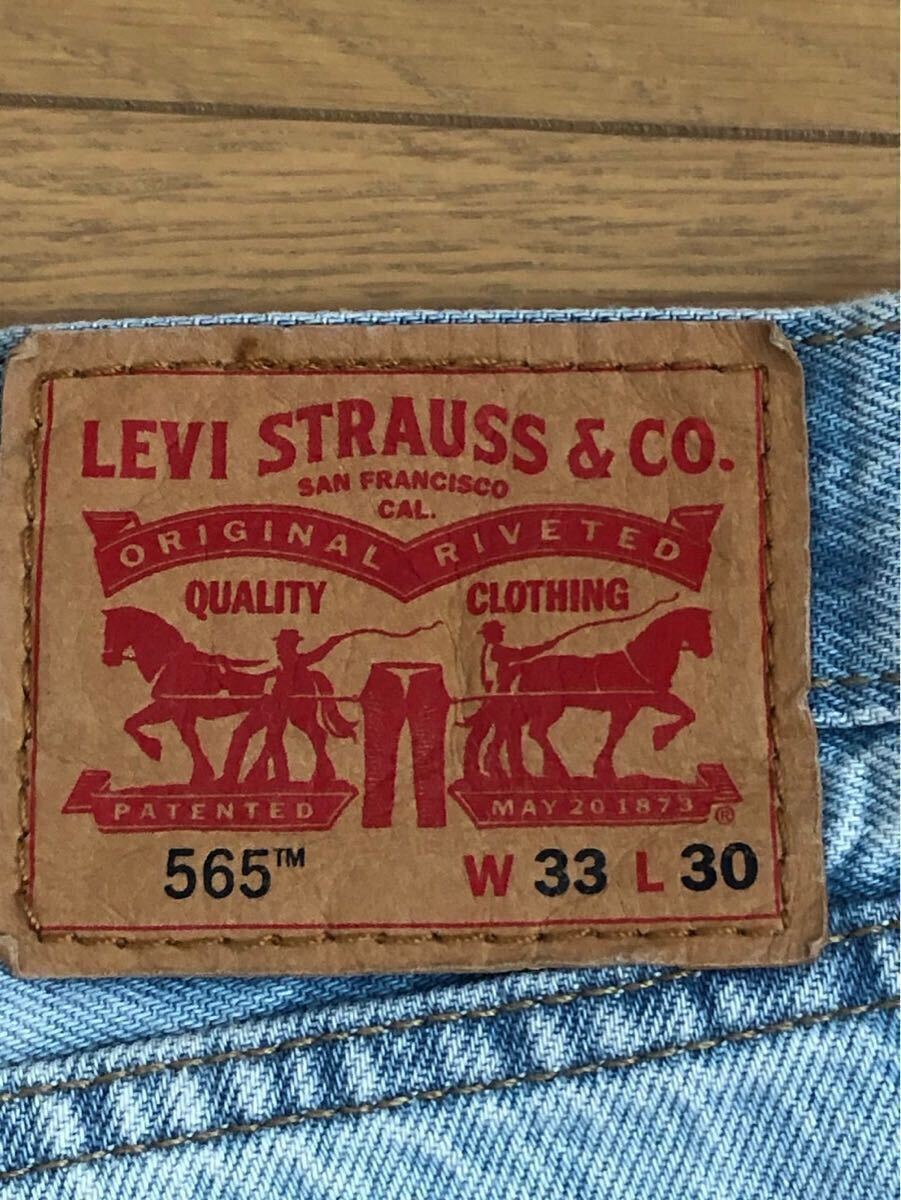 LEVI STRAUSS & CO.
SAN FRANCISCO
CAL.
ORIGINAL RIVETED
QUALITY CLOTHING
PATENTED MAY 20 1873 ®
565™ W 33 L 30